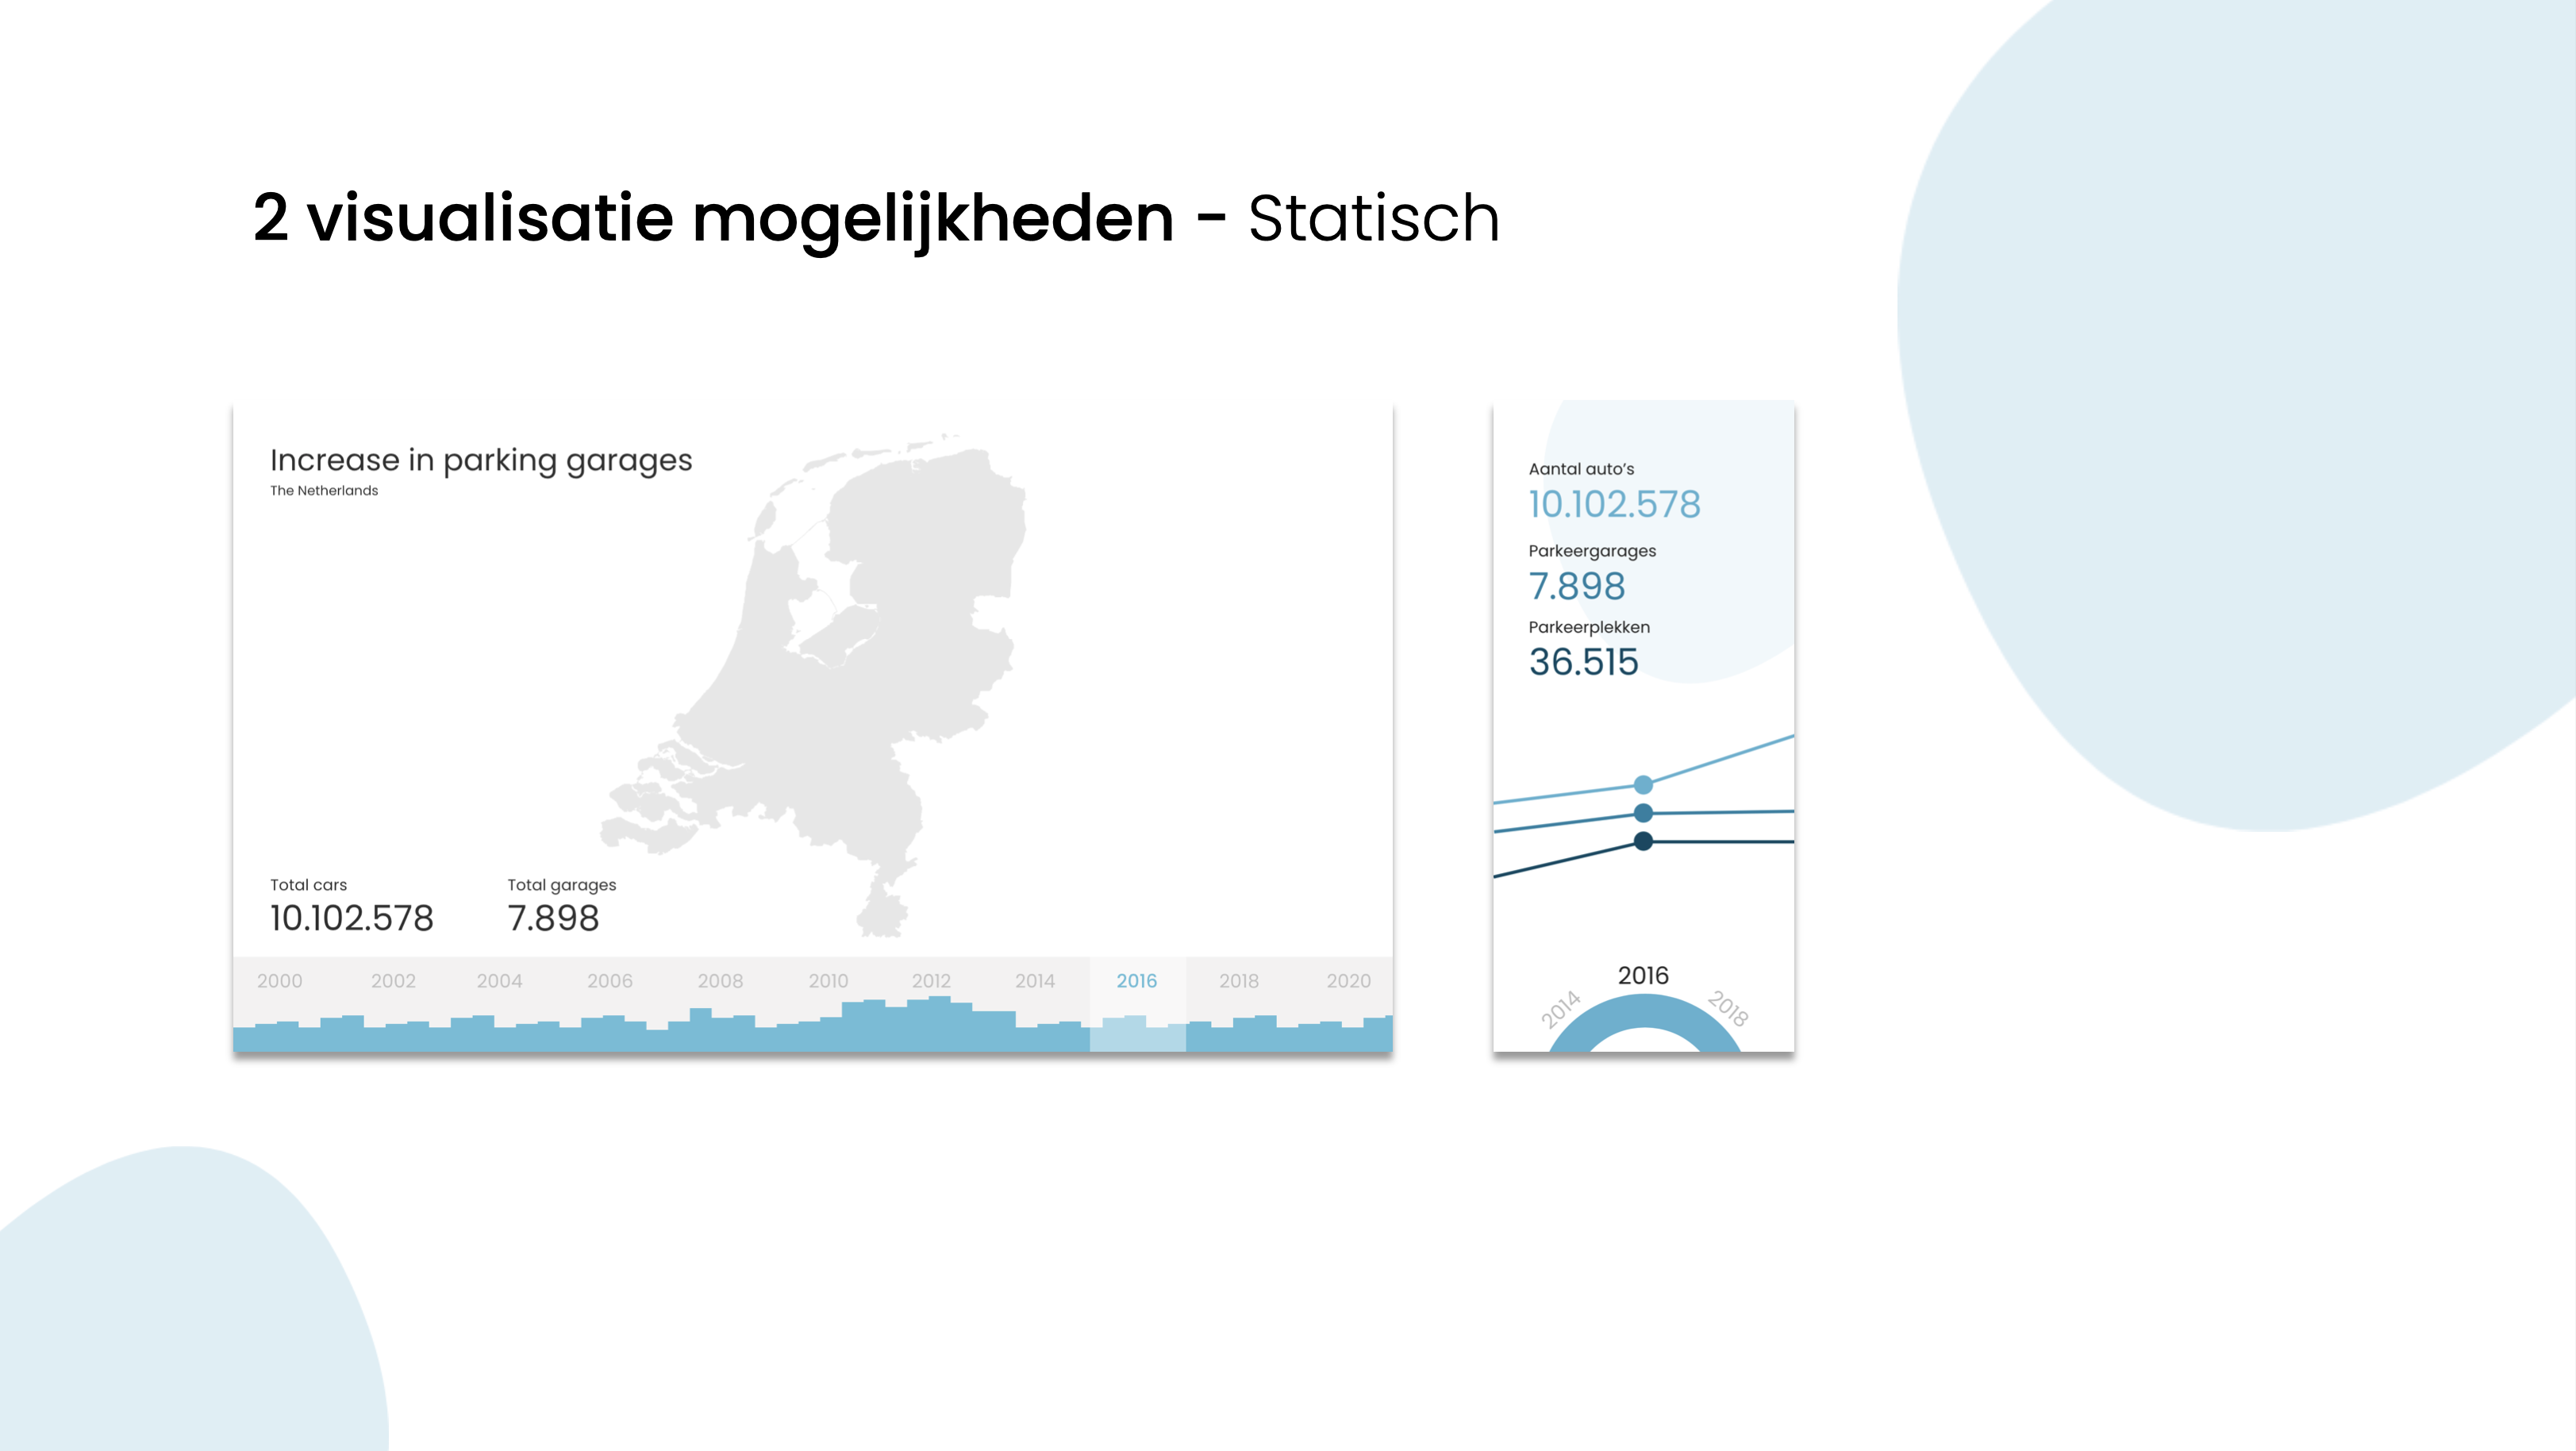 2 visualisatie mogelijkheden - Statisch
Increase in parking garages
The Netherlands
Total cars
10.102.578
Total garages
7.898
2000 2002 2004 2006 2008 2010 2012 2014 2016 2018 2020
Aantal auto’s
10.102.578
Parkeergarages
7.898
Parkeerplekken
36.515
2016
2014
2018